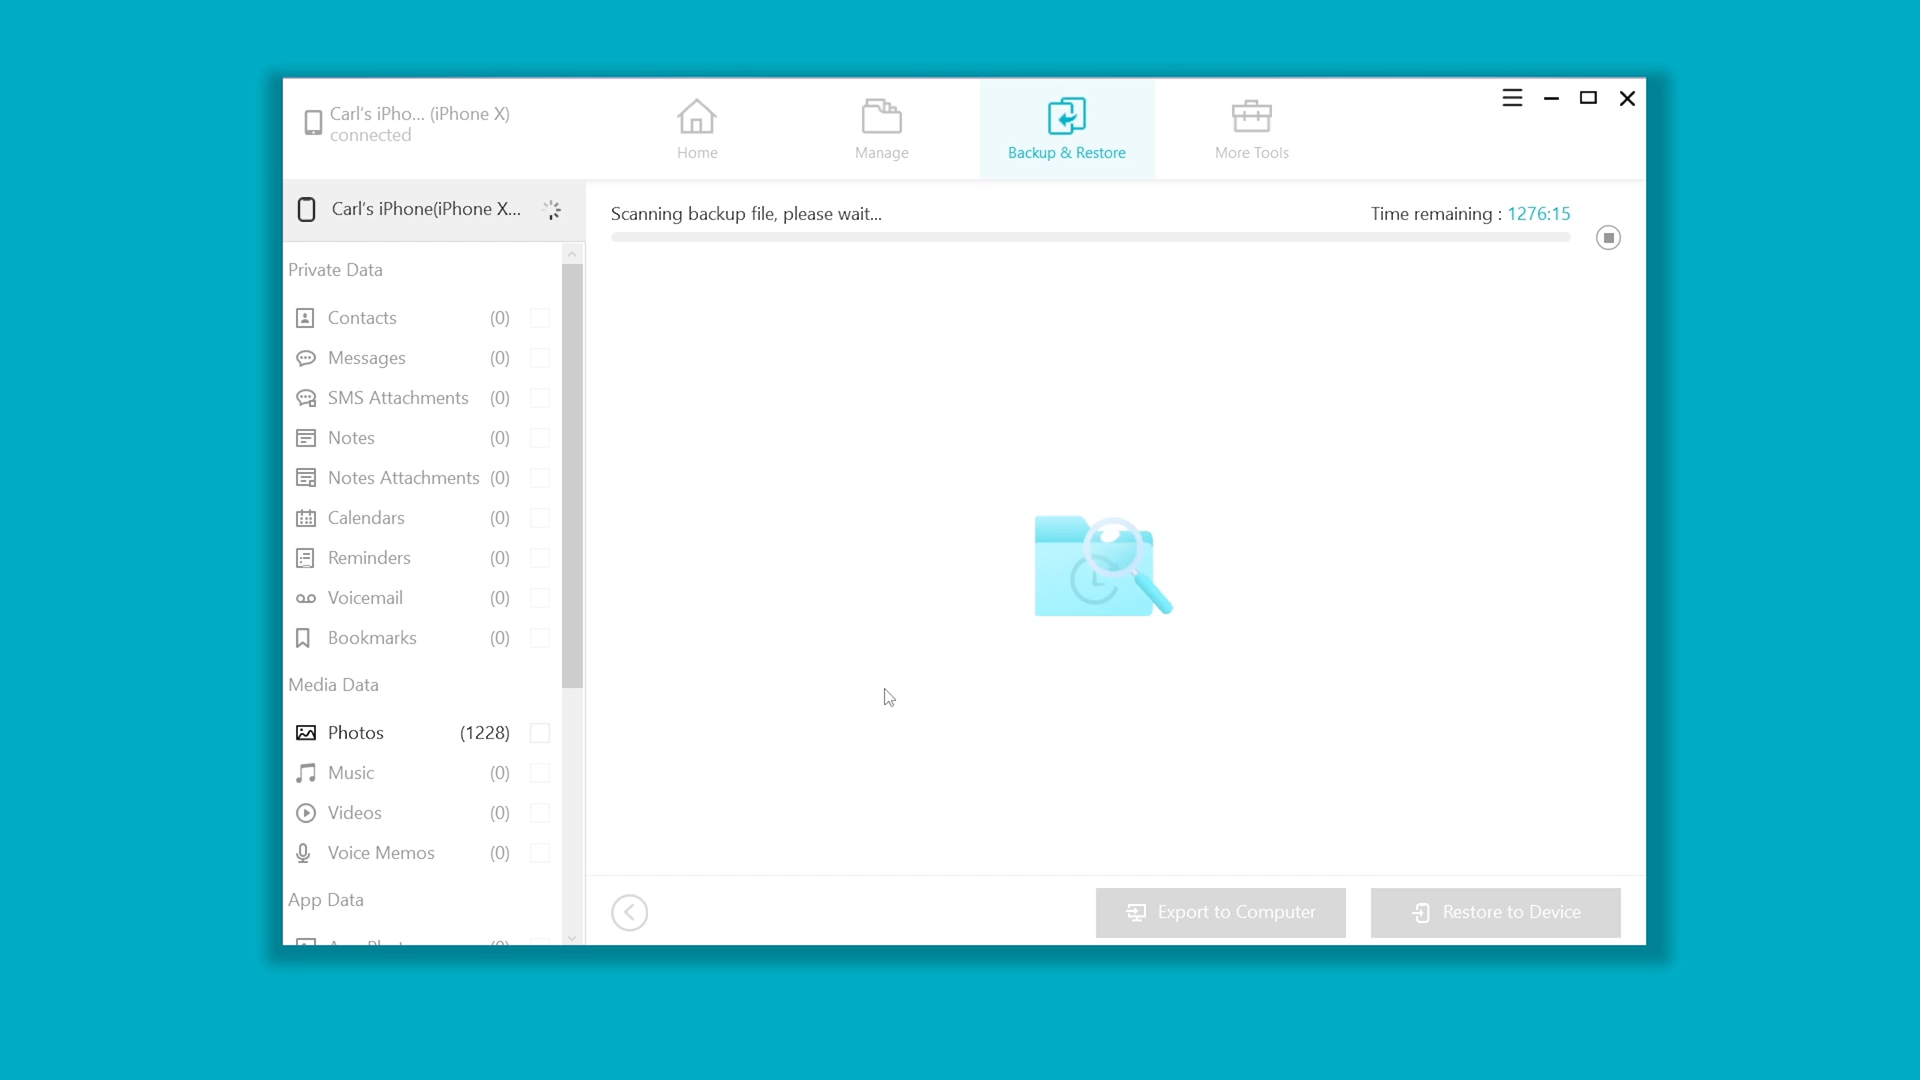 Carl's iPho... (iPhone X)
connected
Home
Manage
Backup & Restore
More Tools
Carl's iPhone(iPhone X...
Scanning backup file, please wait...
Time remaining : 1276:15
Private Data
Contacts (0)
Messages (0)
SMS Attachments (0)
Notes (0)
Notes Attachments (0)
Calendars (0)
Reminders (0)
Voicemail (0)
Bookmarks (0)
Media Data
Photos (1228)
Music (0)
Videos (0)
Voice Memos (0)
App Data
Export to Computer
Restore to Device